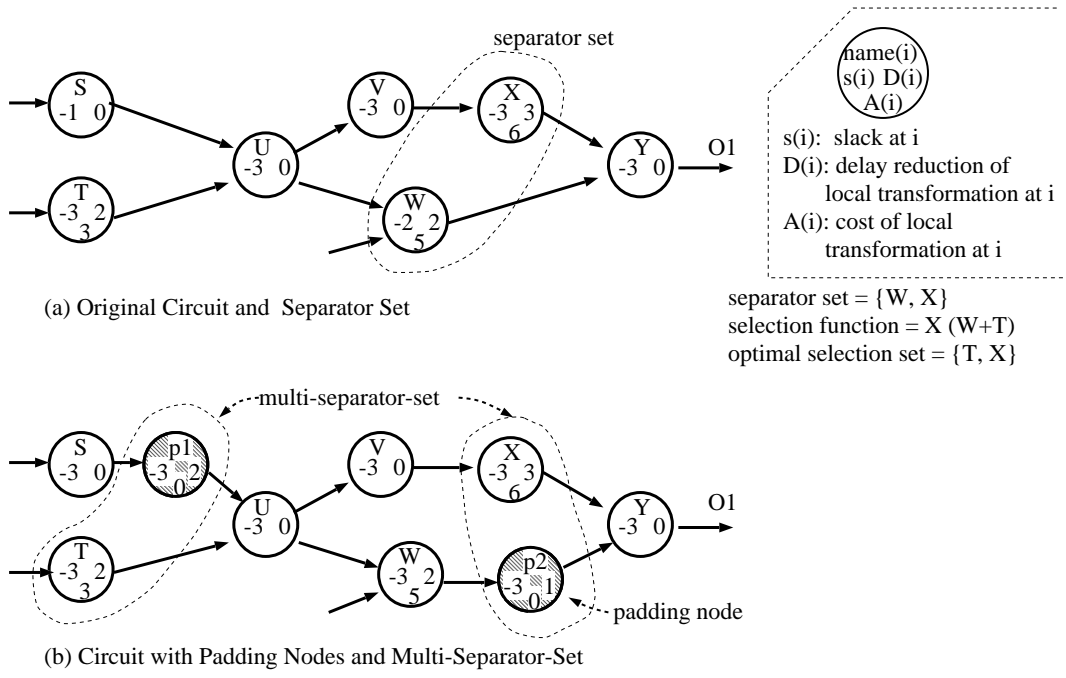 separator set
S
-1 0
V
-3 0
X
-3 3
6
U
-3 0
T
-3 2
3
W
-2 2
5
Y
-3 0
O1
name(i)
s(i) D(i)
A(i)
s(i): slack at i
D(i): delay reduction of
local transformation at i
A(i): cost of local
transformation at i
(a) Original Circuit and Separator Set
separator set = {W, X}
selection function = X (W+T)
optimal selection set = {T, X}
multi-separator-set
S
-3 0
p1
-3 2
0
V
-3 0
X
-3 3
6
U
-3 0
Y
-3 0
O1
T
-3 2
3
W
-3 2
5
p2
-3 1
0
padding node
(b) Circuit with Padding Nodes and Multi-Separator-Set